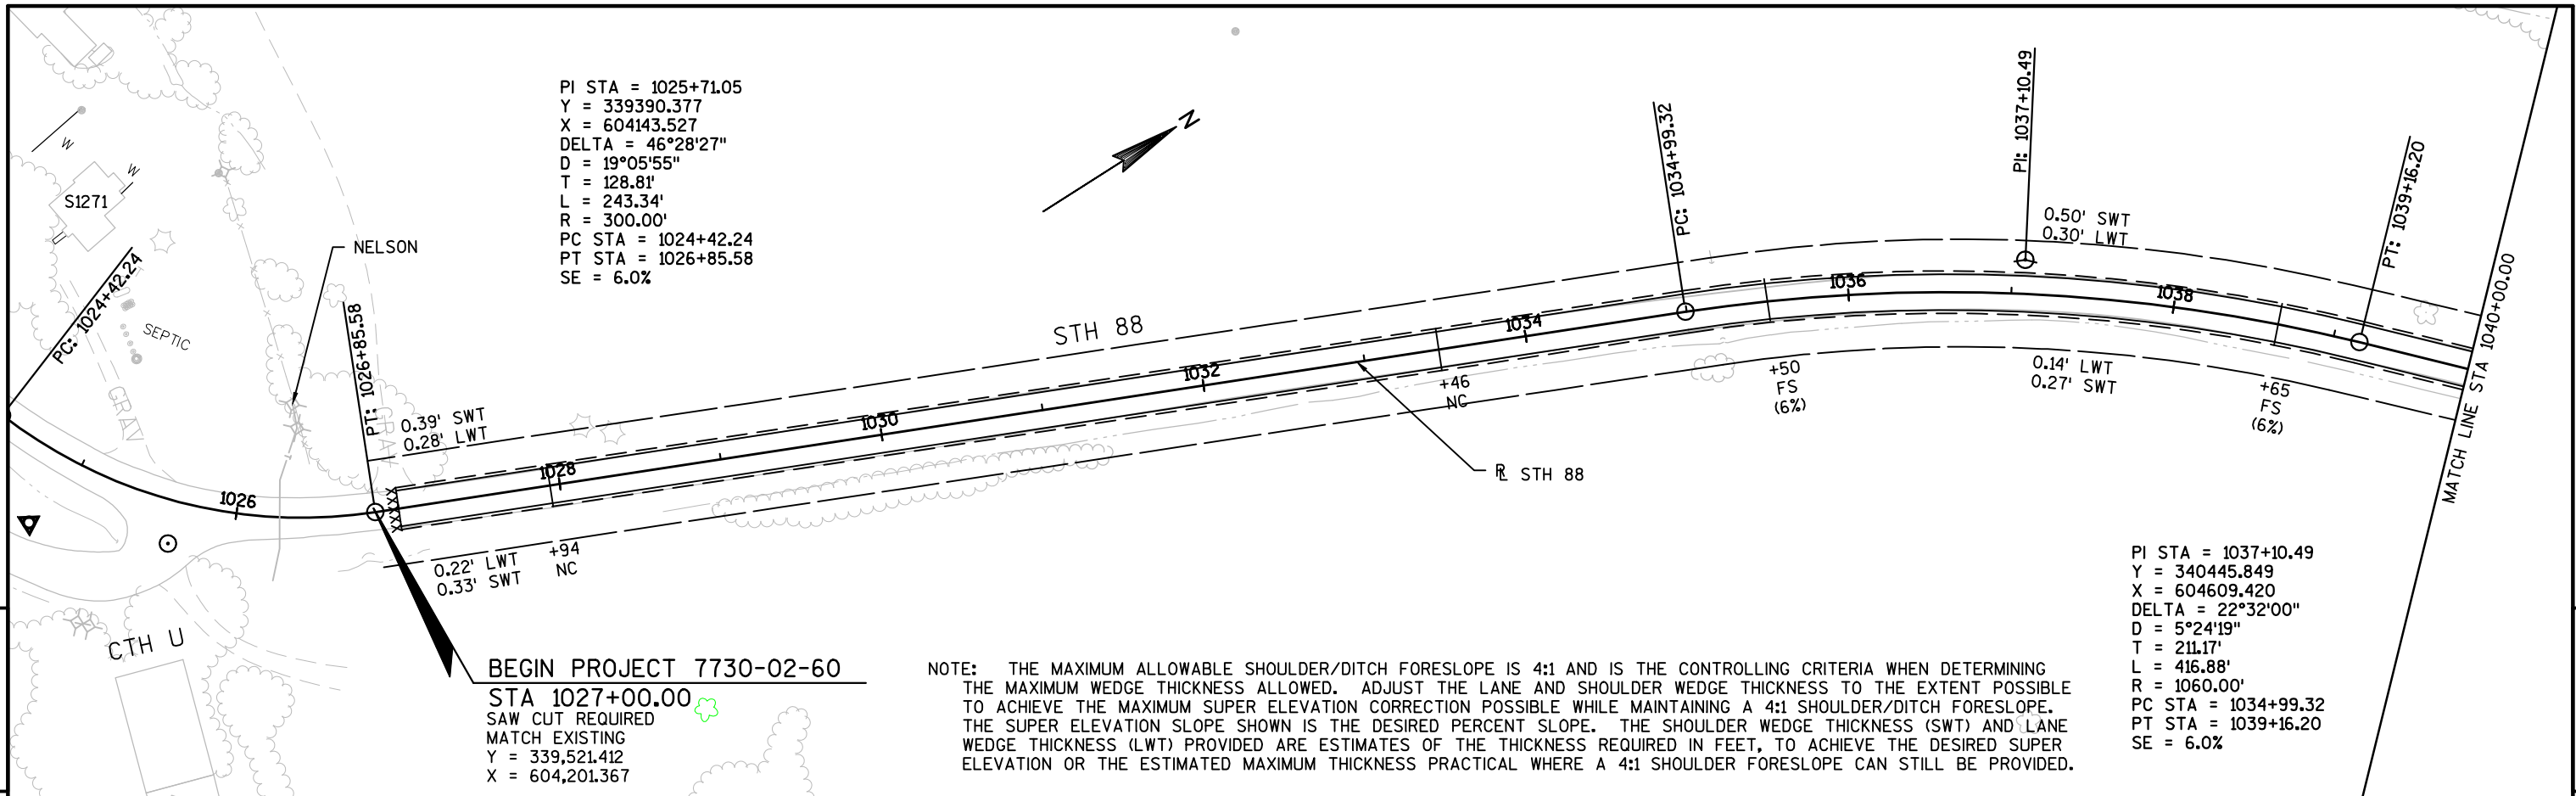 PI STA = 1025+71.05
Y = 339390.377
X = 604143.527
DELTA = 46°28'27"
D = 19°05'55"
T = 128.81'
L = 243.34'
R = 300.00'
PC STA = 1024+42.24
PT STA = 1026+85.58
SE = 6.0%
N
W
W
S1271
NELSON
PC: 1024+42.24
SEPTIC
GRAV
PT: 1026+85.58
GRAV
0.39' SWT
0.28' LWT
STH 88
PC: 1034+99.32
PI: 1037+10.49
0.50' SWT
0.30' LWT
PT: 1039+16.20
1026
1028
1030
1032
1034
1036
1038
+46
NC
+50
FS
(6%)
0.14' LWT
0.27' SWT
+65
FS
(6%)
MATCH LINE STA 1040+00.00
XXXX
XXXX
0.22' LWT
0.33' SWT
+94
NC
RL STH 88
CTH U
BEGIN PROJECT 7730-02-60
STA 1027+00.00
SAW CUT REQUIRED
MATCH EXISTING
Y = 339,521.412
X = 604,201.367
NOTE: THE MAXIMUM ALLOWABLE SHOULDER/DITCH FORESLOPE IS 4:1 AND IS THE CONTROLLING CRITERIA WHEN DETERMINING
THE MAXIMUM WEDGE THICKNESS ALLOWED. ADJUST THE LANE AND SHOULDER WEDGE THICKNESS TO THE EXTENT POSSIBLE
TO ACHIEVE THE MAXIMUM SUPER ELEVATION CORRECTION POSSIBLE WHILE MAINTAINING A 4:1 SHOULDER/DITCH FORESLOPE.
THE SUPER ELEVATION SLOPE SHOWN IS THE DESIRED PERCENT SLOPE. THE SHOULDER WEDGE THICKNESS (SWT) AND LANE
WEDGE THICKNESS (LWT) PROVIDED ARE ESTIMATES OF THE THICKNESS REQUIRED IN FEET, TO ACHIEVE THE DESIRED SUPER
ELEVATION OR THE ESTIMATED MAXIMUM THICKNESS PRACTICAL WHERE A 4:1 SHOULDER FORESLOPE CAN STILL BE PROVIDED.
PI STA = 1037+10.49
Y = 340445.849
X = 604609.420
DELTA = 22°32'00"
D = 5°24'19"
T = 211.17'
L = 416.88'
R = 1060.00'
PC STA = 1034+99.32
PT STA = 1039+16.20
SE = 6.0%